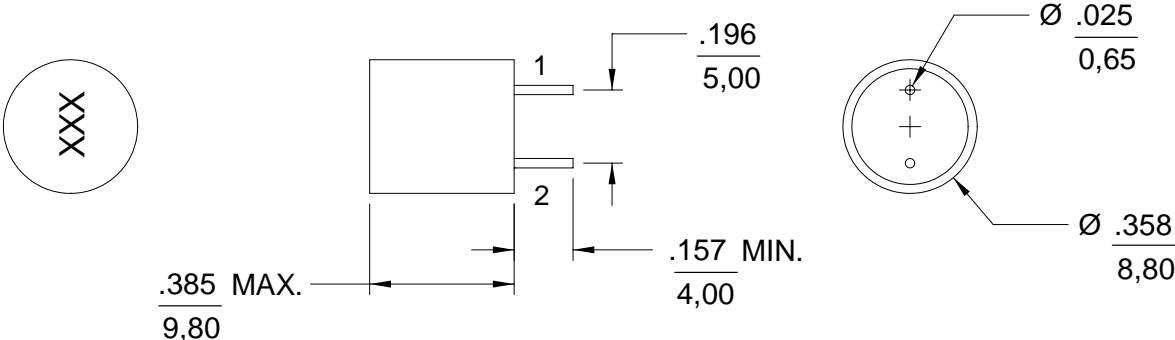 XXX
1
2
.196
5,00
.385 MAX.
9,80
.157 MIN.
4,00
Ø .025
0,65
Ø .358
8,80